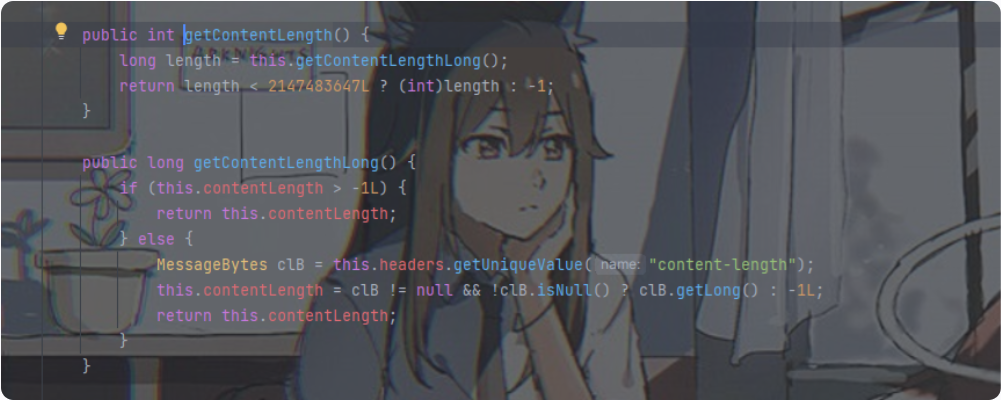 public int getContentLength() {
long length = this.getContentLengthLong();
return length < 2147483647L ? (int)length : -1;
}
public long getContentLengthLong() {
if (this.contentLength > -1L) {
return this.contentLength;
} else {
MessageBytes clB = this.headers.getUniqueValue( name: "content-length");
this.contentLength = clB != null && !clB.isNull() ? clB.getLong() : -1L;
return this.contentLength;
}
}
ARKNIGHTS